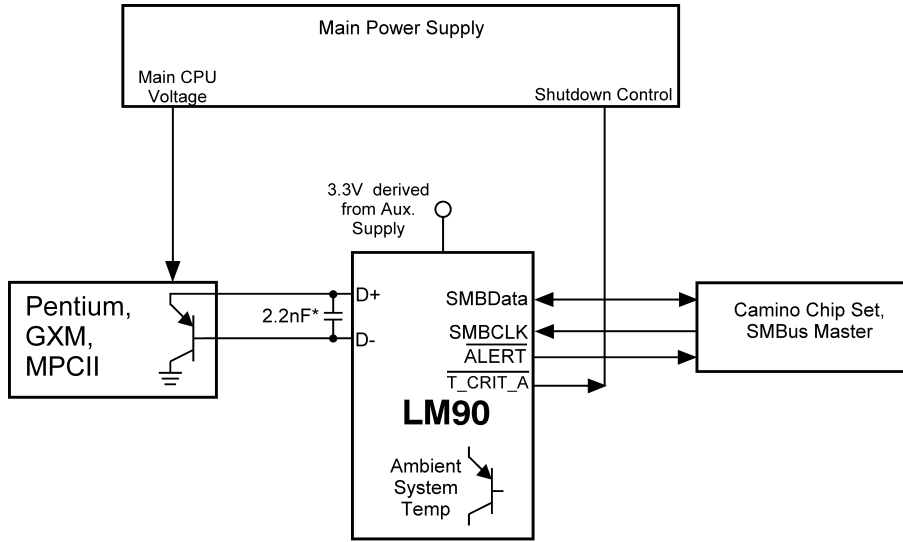 Main Power Supply
Main CPU
Voltage
Shutdown Control
3.3V derived
from Aux.
Supply
Pentium,
GXM,
MPCII
2.2nF*
D+
D-
SMBData
SMBCLK
ALERT
T_CRIT_A
LM90
Ambient
System
Temp
Camino Chip Set,
SMBus Master